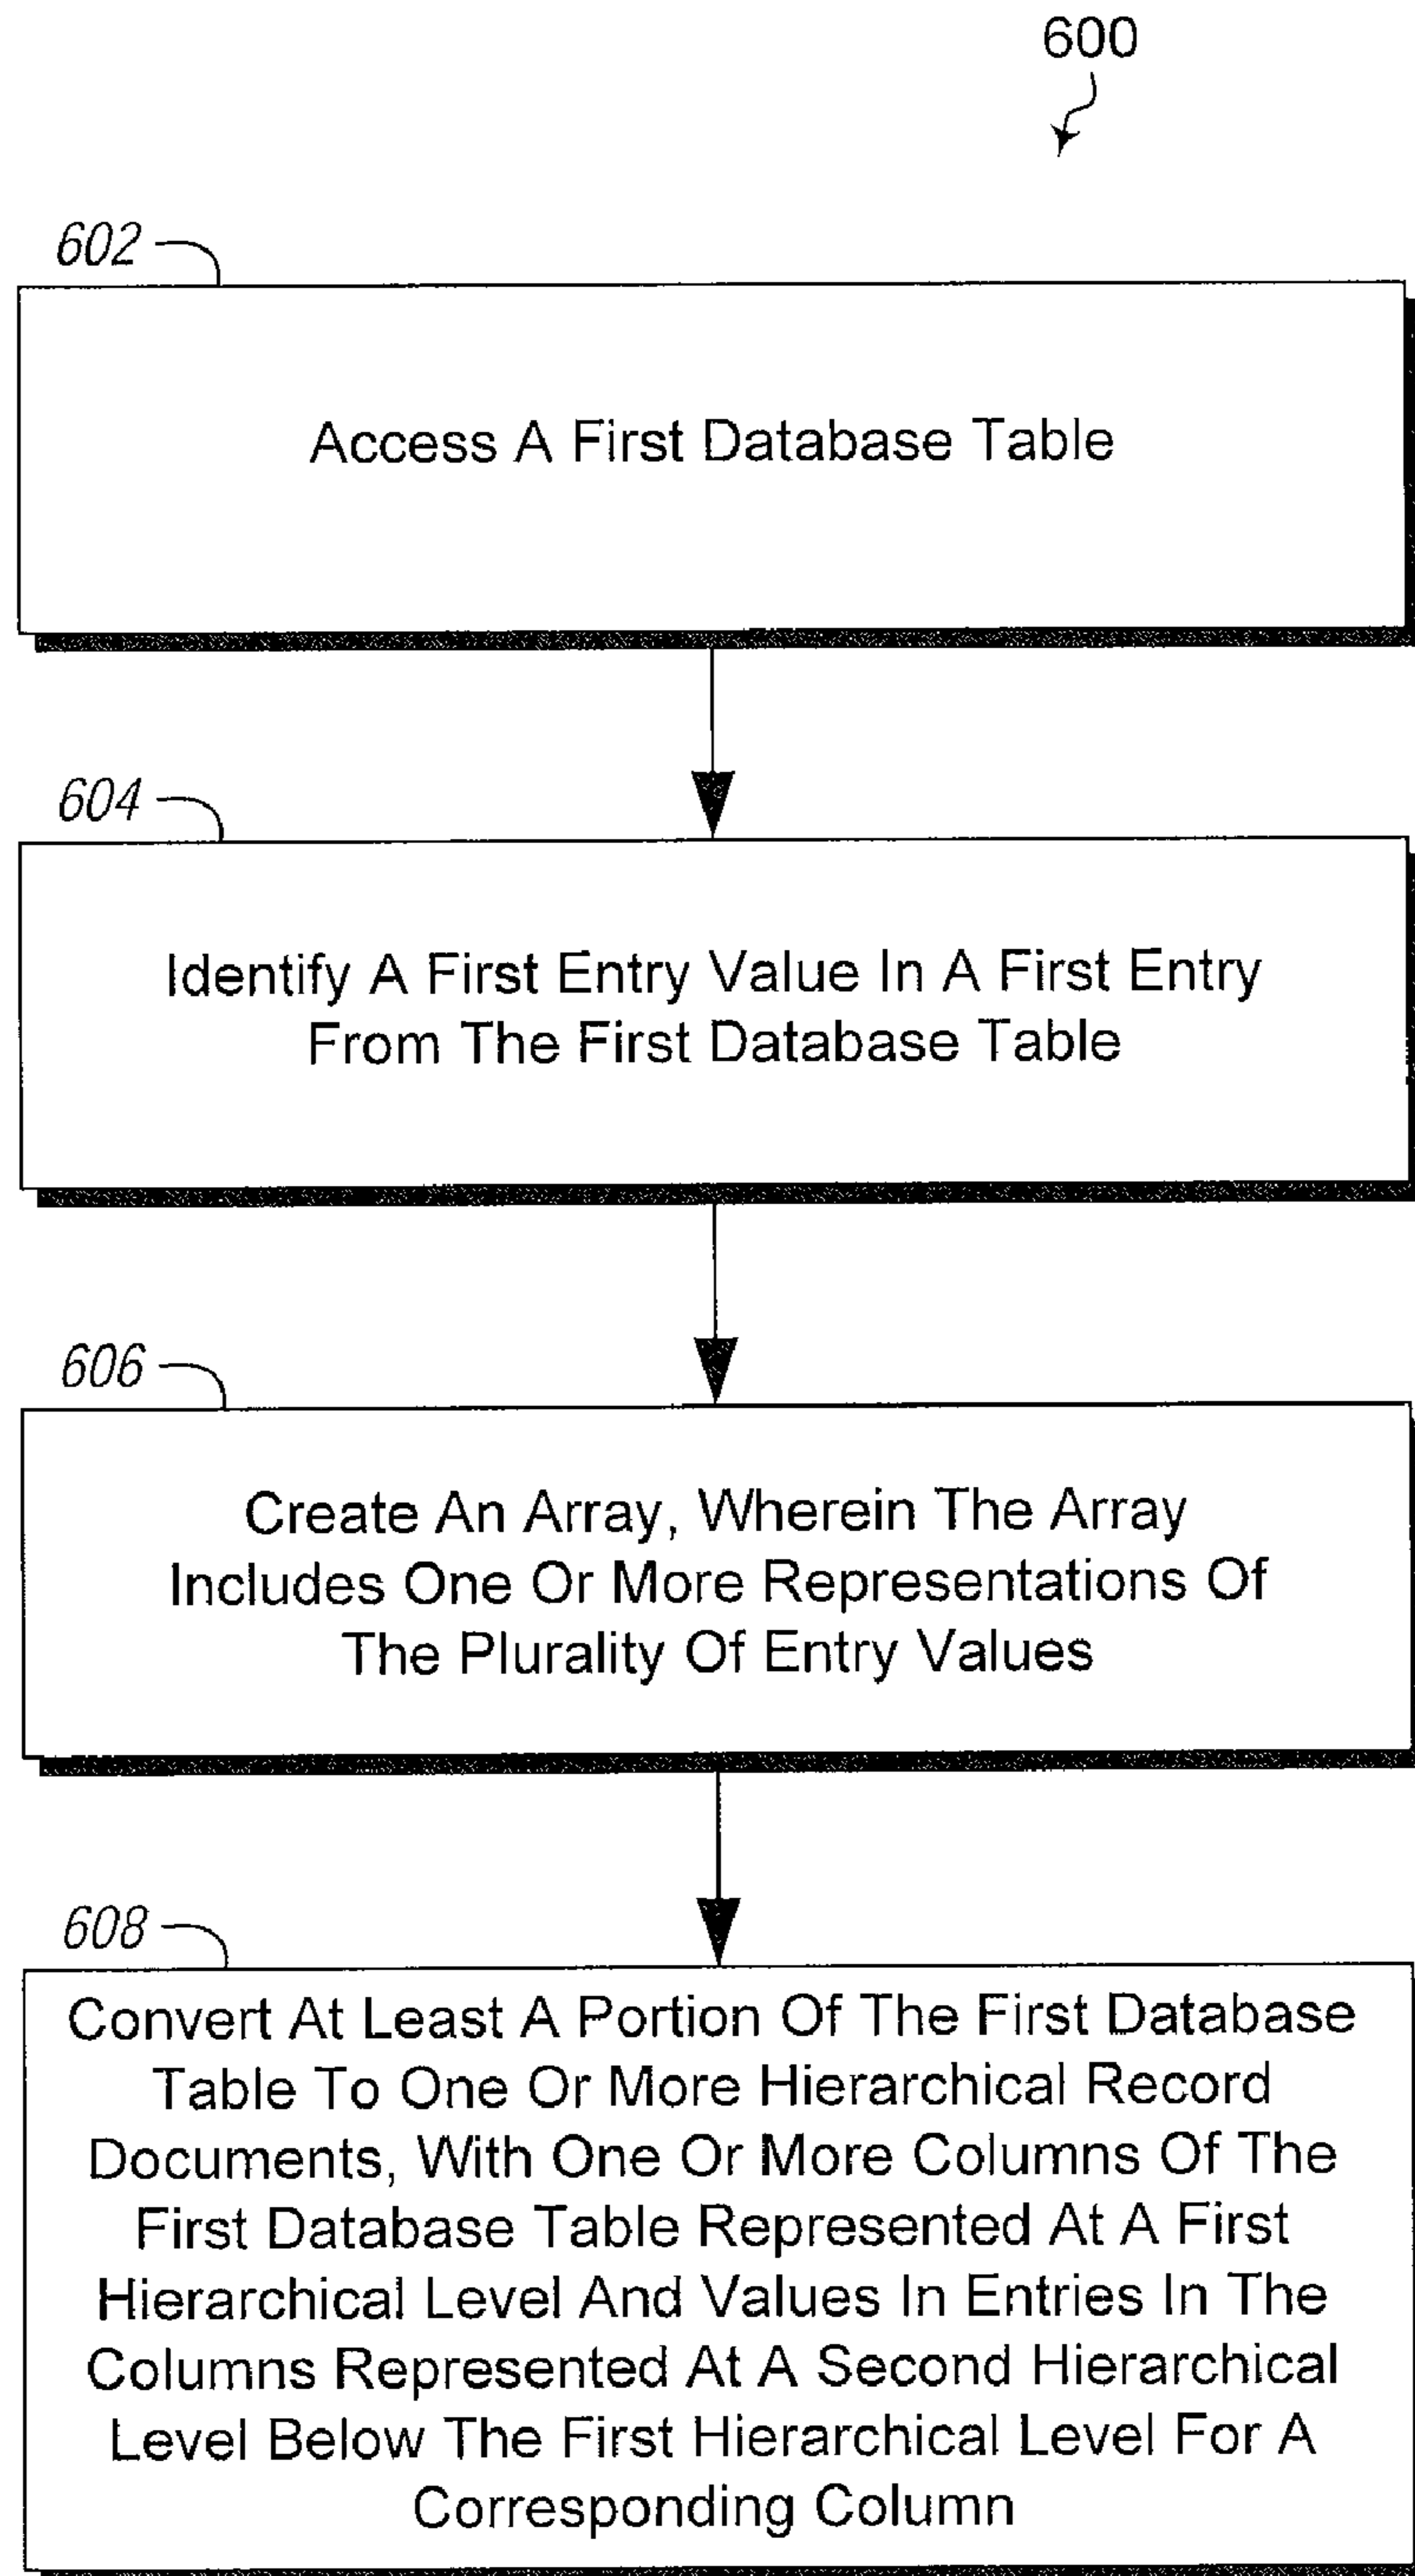 600
602
Access A First Database Table
604
Identify A First Entry Value In A First Entry
From The First Database Table
606
Create An Array, Wherein The Array
Includes One Or More Representations Of
The Plurality Of Entry Values
608
Convert At Least A Portion Of The First Database
Table To One Or More Hierarchical Record
Documents, With One Or More Columns Of The
First Database Table Represented At A First
Hierarchical Level And Values In Entries In The
Columns Represented At A Second Hierarchical
Level Below The First Hierarchical Level For A
Corresponding Column